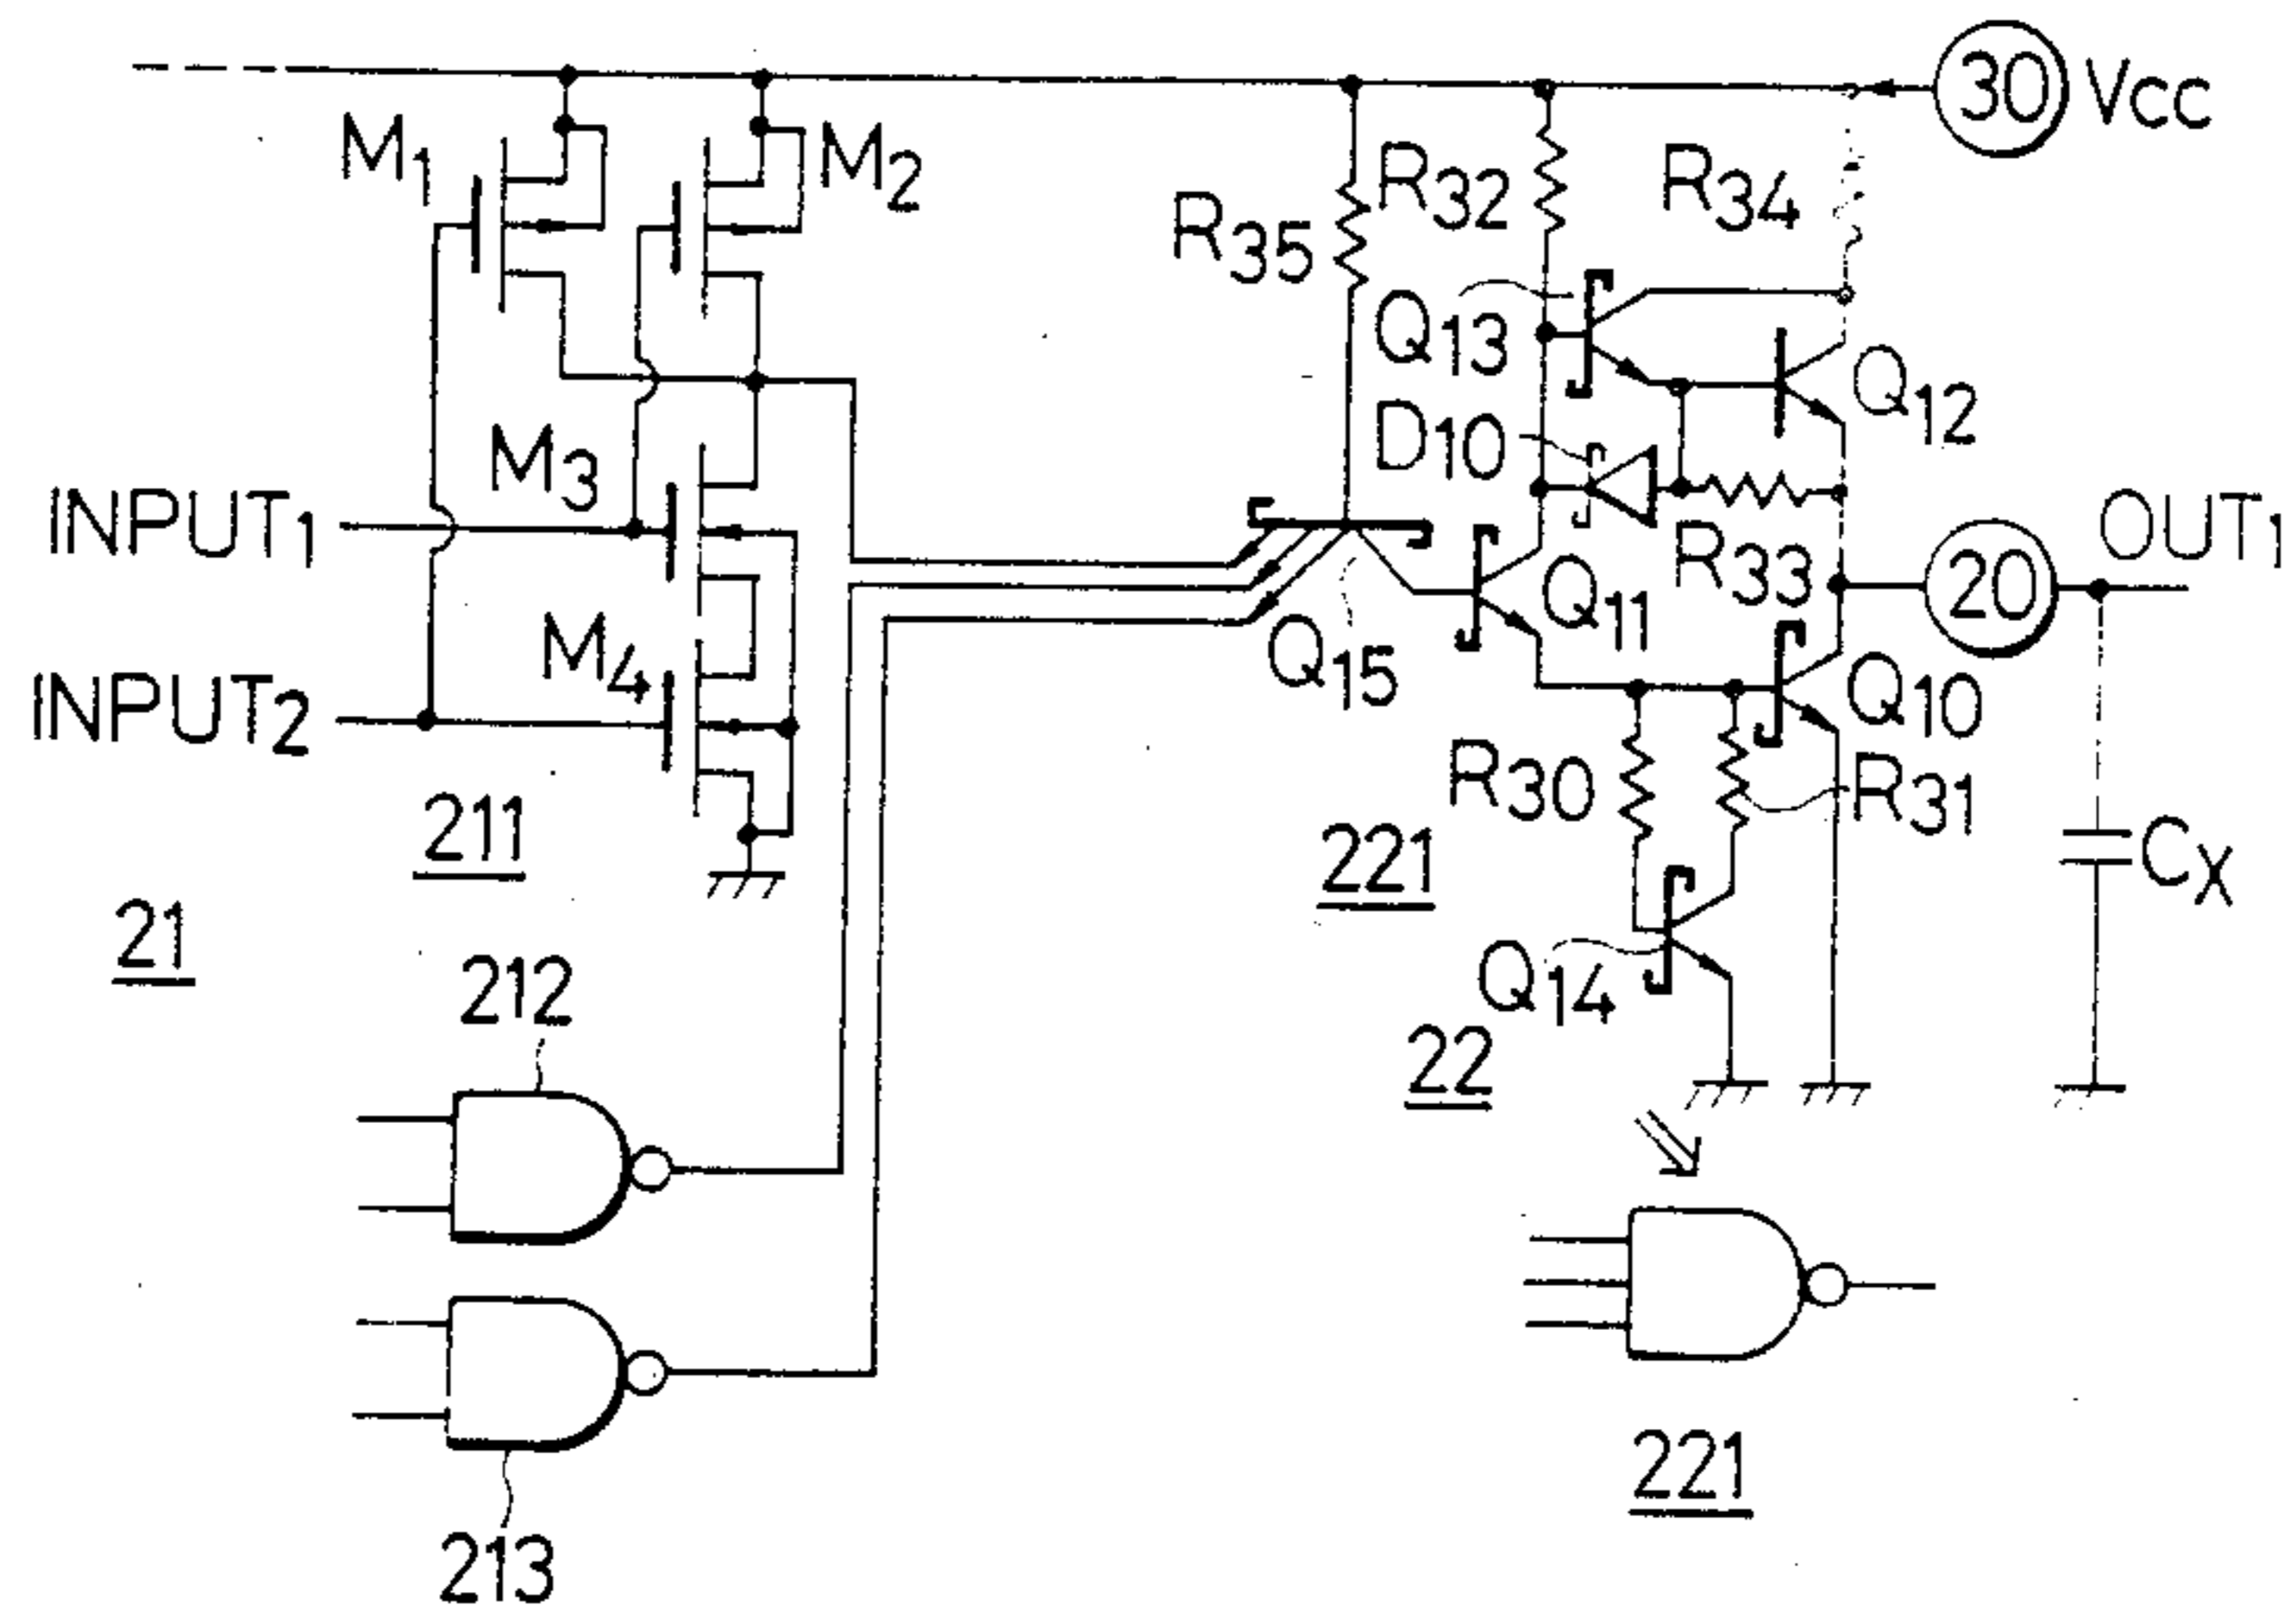 30 VCC
M1
M2
R35
R32
R34
Q13
Q12
D10
M3
INPUT1
R33
OUT1
20
Q11
M4
Q15
Q10
INPUT2
R30
R31
211
221
CX
21
Q14
212
22
213
221